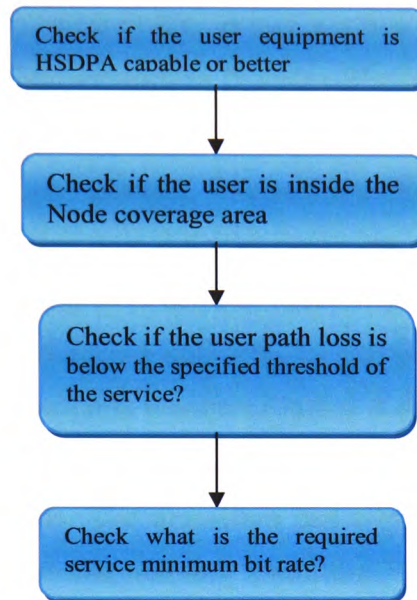 Check if the user equipment is
HSDPA capable or better
Check if the user is inside the
Node coverage area
Check if the user path loss is
below the specified threshold of
the service?
Check what is the required
service minimum bit rate?